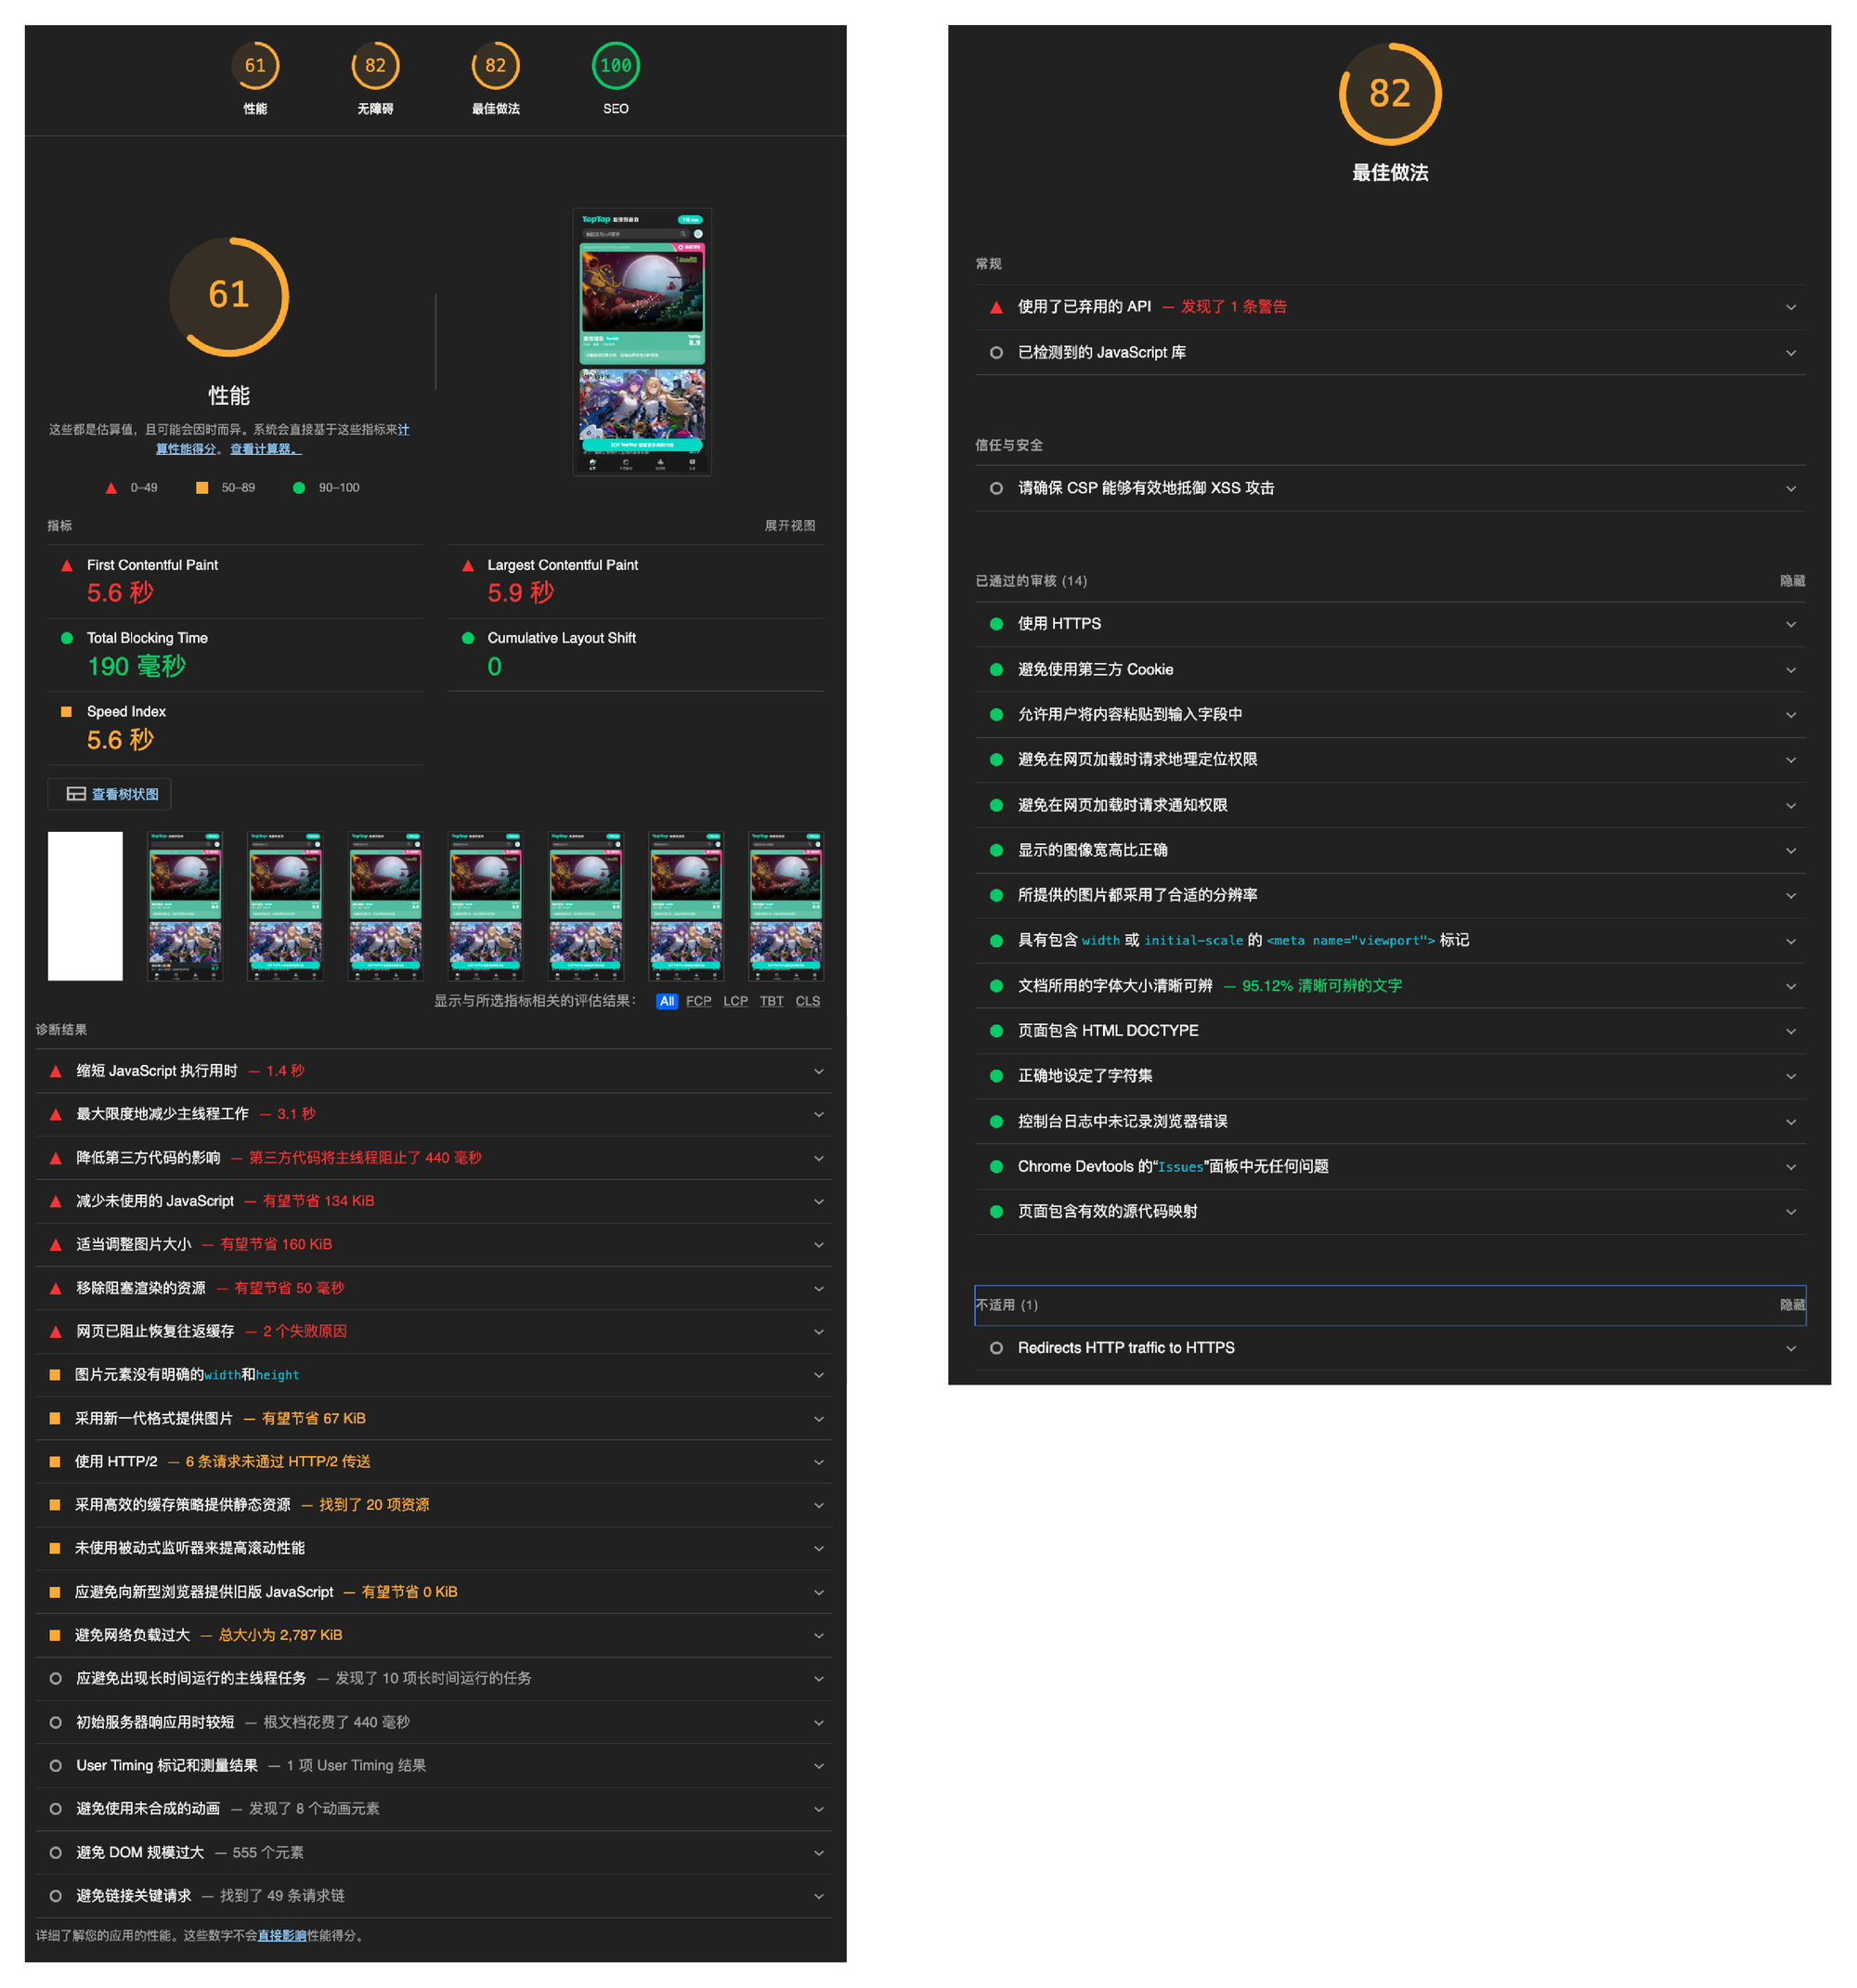 61
82
82
100
性能
无障碍
最佳做法
SEO
61
性能
这些都是估算值，且可能会因时而异。系统会直接基于这些指标来计
算性能得分。查看计算器。
0–49
50–89
90–100
TapTap 发现好游戏
8.9
指标
展开视图
First Contentful Paint
5.6 秒
Largest Contentful Paint
5.9 秒
Total Blocking Time
190 毫秒
Cumulative Layout Shift
0
Speed Index
5.6 秒
查看树状图
显示与所选指标相关的评估结果：
All FCP LCP TBT CLS
诊断结果
缩短 JavaScript 执行用时 — 1.4 秒
最大限度地减少主线程工作 — 3.1 秒
降低第三方代码的影响 — 第三方代码将主线程阻止了 440 毫秒
减少未使用的 JavaScript — 有望节省 134 KiB
适当调整图片大小 — 有望节省 160 KiB
移除阻塞渲染的资源 — 有望节省 50 毫秒
网页已阻止恢复往返缓存 — 2 个失败原因
图片元素没有明确的width和height
采用新一代格式提供图片 — 有望节省 67 KiB
使用 HTTP/2 — 6 条请求未通过 HTTP/2 传送
采用高效的缓存策略提供静态资源 — 找到了 20 项资源
未使用被动式监听器来提高滚动性能
应避免向新型浏览器提供旧版 JavaScript — 有望节省 0 KiB
避免网络负载过大 — 总大小为 2,787 KiB
应避免出现长时间运行的主线程任务 — 发现了 10 项长时间运行的任务
初始服务器响应用时较短 — 根文档花费了 440 毫秒
User Timing 标记和测量结果 — 1 项 User Timing 结果
避免使用未合成的动画 — 发现了 8 个动画元素
避免 DOM 规模过大 — 555 个元素
避免链接关键请求 — 找到了 49 条请求链
详细了解您的应用的性能。这些数字不会直接影响性能得分。
82
最佳做法
常规
使用了已弃用的 API — 发现了 1 条警告
已检测到的 JavaScript 库
信任与安全
请确保 CSP 能够有效地抵御 XSS 攻击
已通过的审核 (14)
隐藏
使用 HTTPS
避免使用第三方 Cookie
允许用户将内容粘贴到输入字段中
避免在网页加载时请求地理定位权限
避免在网页加载时请求通知权限
显示的图像宽高比正确
所提供的图片都采用了合适的分辨率
具有包含 width 或 initial-scale 的 <meta name="viewport"> 标记
文档所用的字体大小清晰可辨 — 95.12% 清晰可辨的文字
页面包含 HTML DOCTYPE
正确地设定了字符集
控制台日志中未记录浏览器错误
Chrome Devtools 的“Issues”面板中无任何问题
页面包含有效的源代码映射
不适用 (1)
隐藏
Redirects HTTP traffic to HTTPS